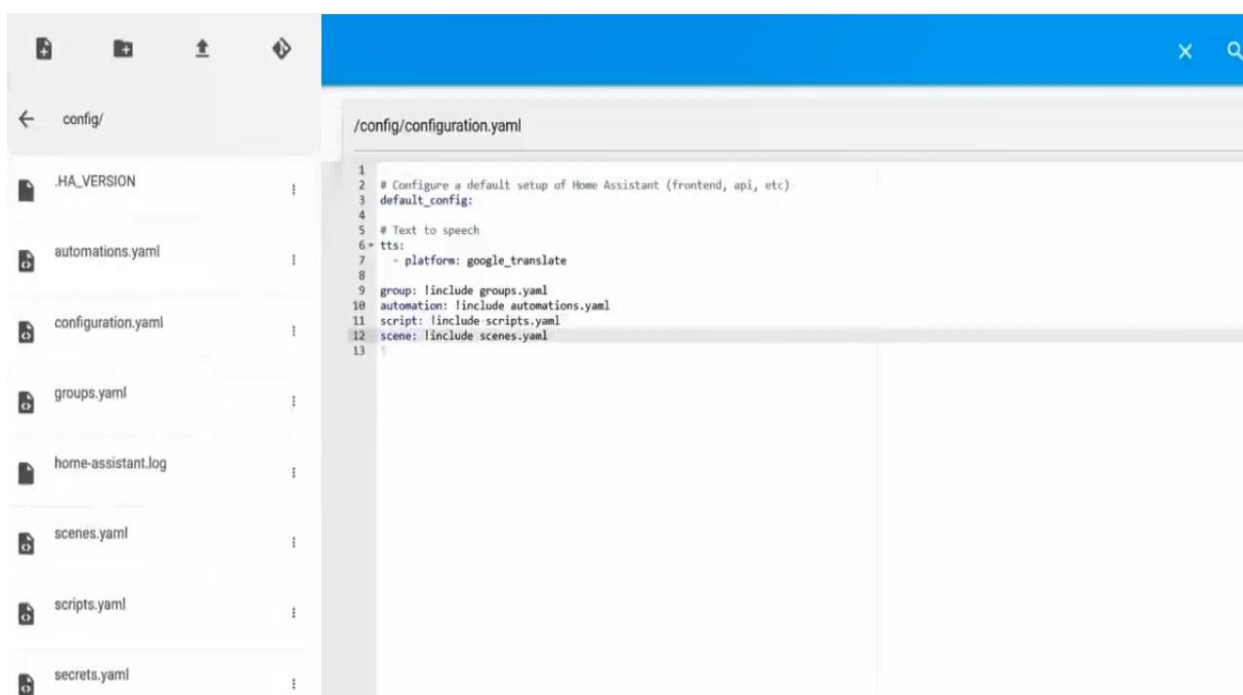 config/
.HA_VERSION
automations.yaml
configuration.yaml
groups.yaml
home-assistant.log
scenes.yaml
scripts.yaml
secrets.yaml
/config/configuration.yaml
1
2 # Configure a default setup of Home Assistant (frontend, api, etc)
3 default_config:
4
5 # Text to speech
6 tts:
7 - platform: google_translate
8
9 group: !include groups.yaml
10 automation: !include automations.yaml
11 script: !include scripts.yaml
12 scene: !include scenes.yaml
13